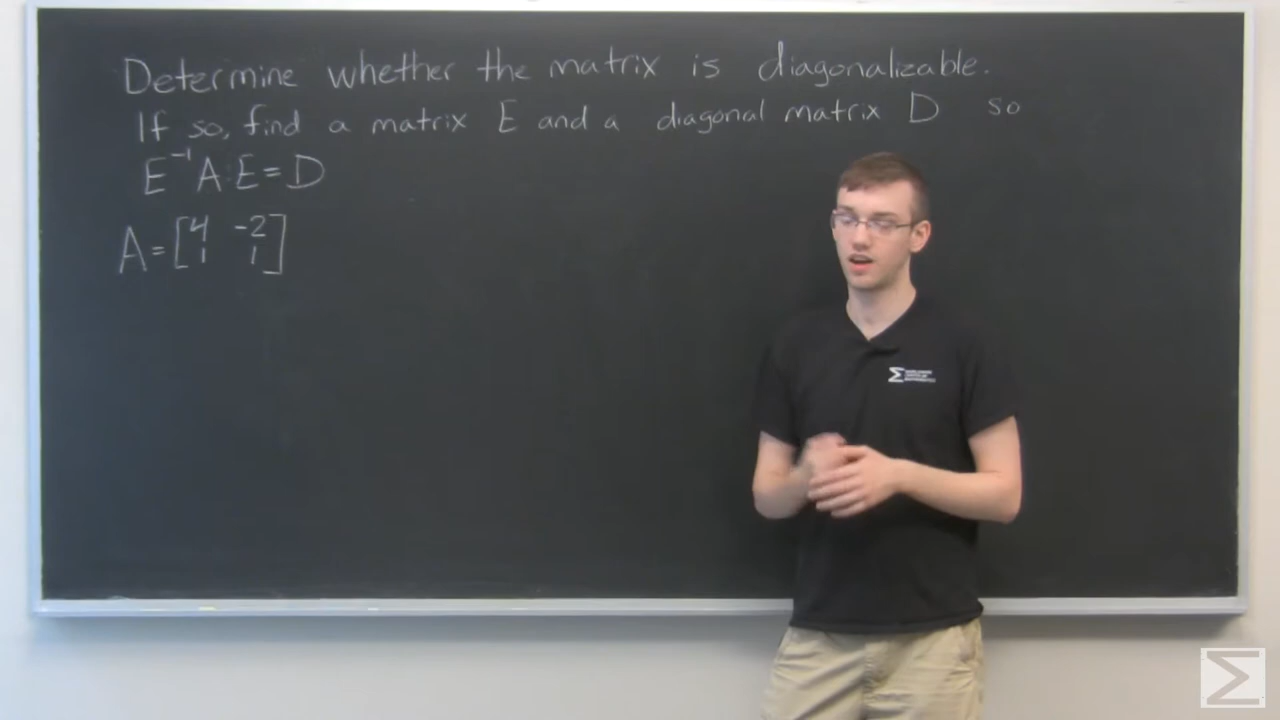 Determine whether the matrix is diagonalizable.
If so, find a matrix E and a diagonal matrix D so
E⁻¹A·E=D
A=[4 -2
1 1]
Σ
Σ